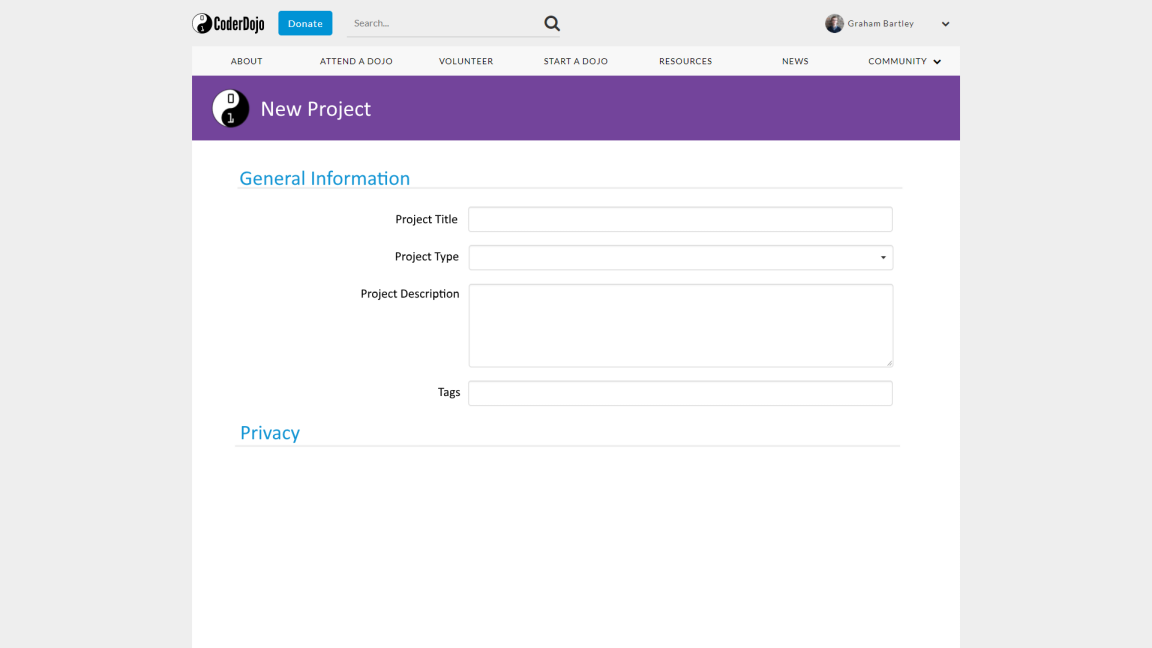 CoderDojo
Donate
Search...
Graham Bartley
ABOUT
ATTEND A DOJO
VOLUNTEER
START A DOJO
RESOURCES
NEWS
COMMUNITY
0
1
New Project
General Information
Project Title
Project Type
Project Description
Tags
Privacy